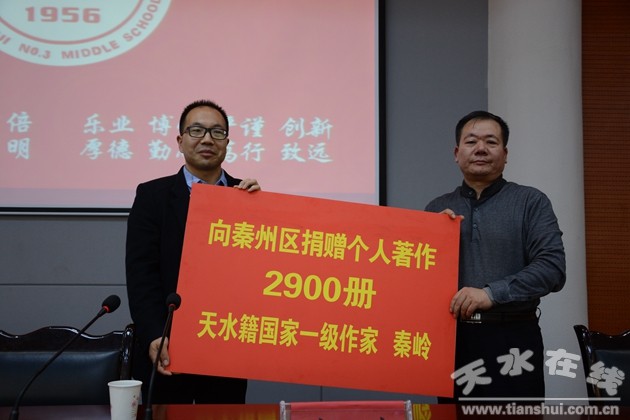 1956
NO.3 MIDDLE SCHOOL
倍 乐业 博 谨 创新
明 厚德 勤 行 致远
向秦州区捐赠个人著作
2900册
天水籍国家一级作家 秦岭
天水在线
www.tianshui.com.cn